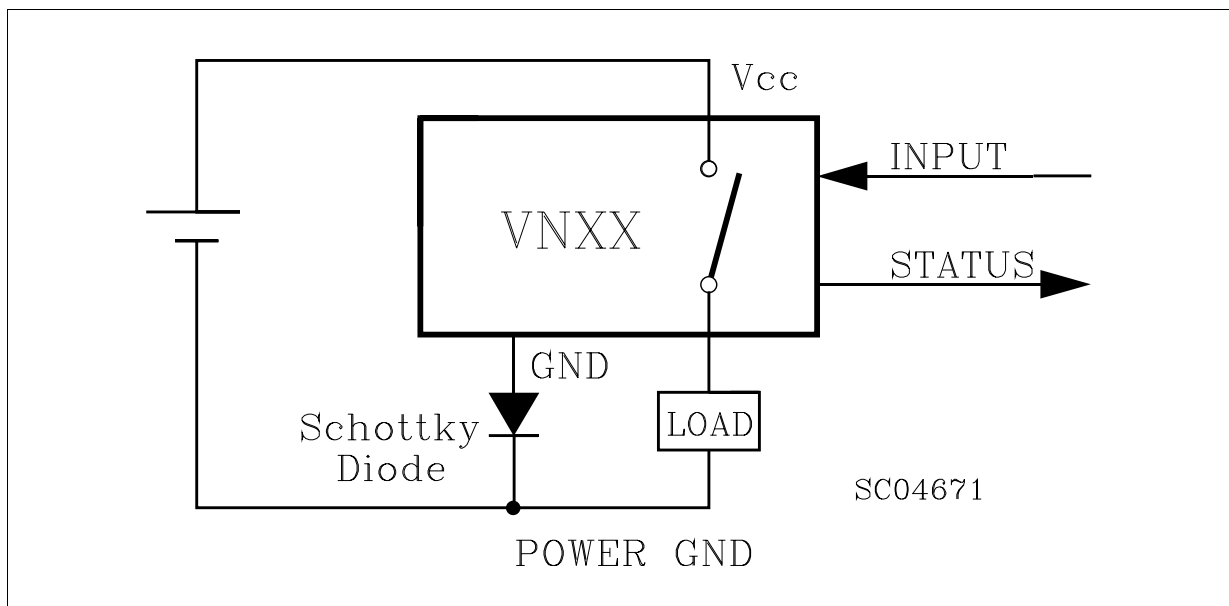 Vcc
INPUT
VNXX
STATUS
GND
Schottky
Diode
LOAD
SC04671
POWER GND